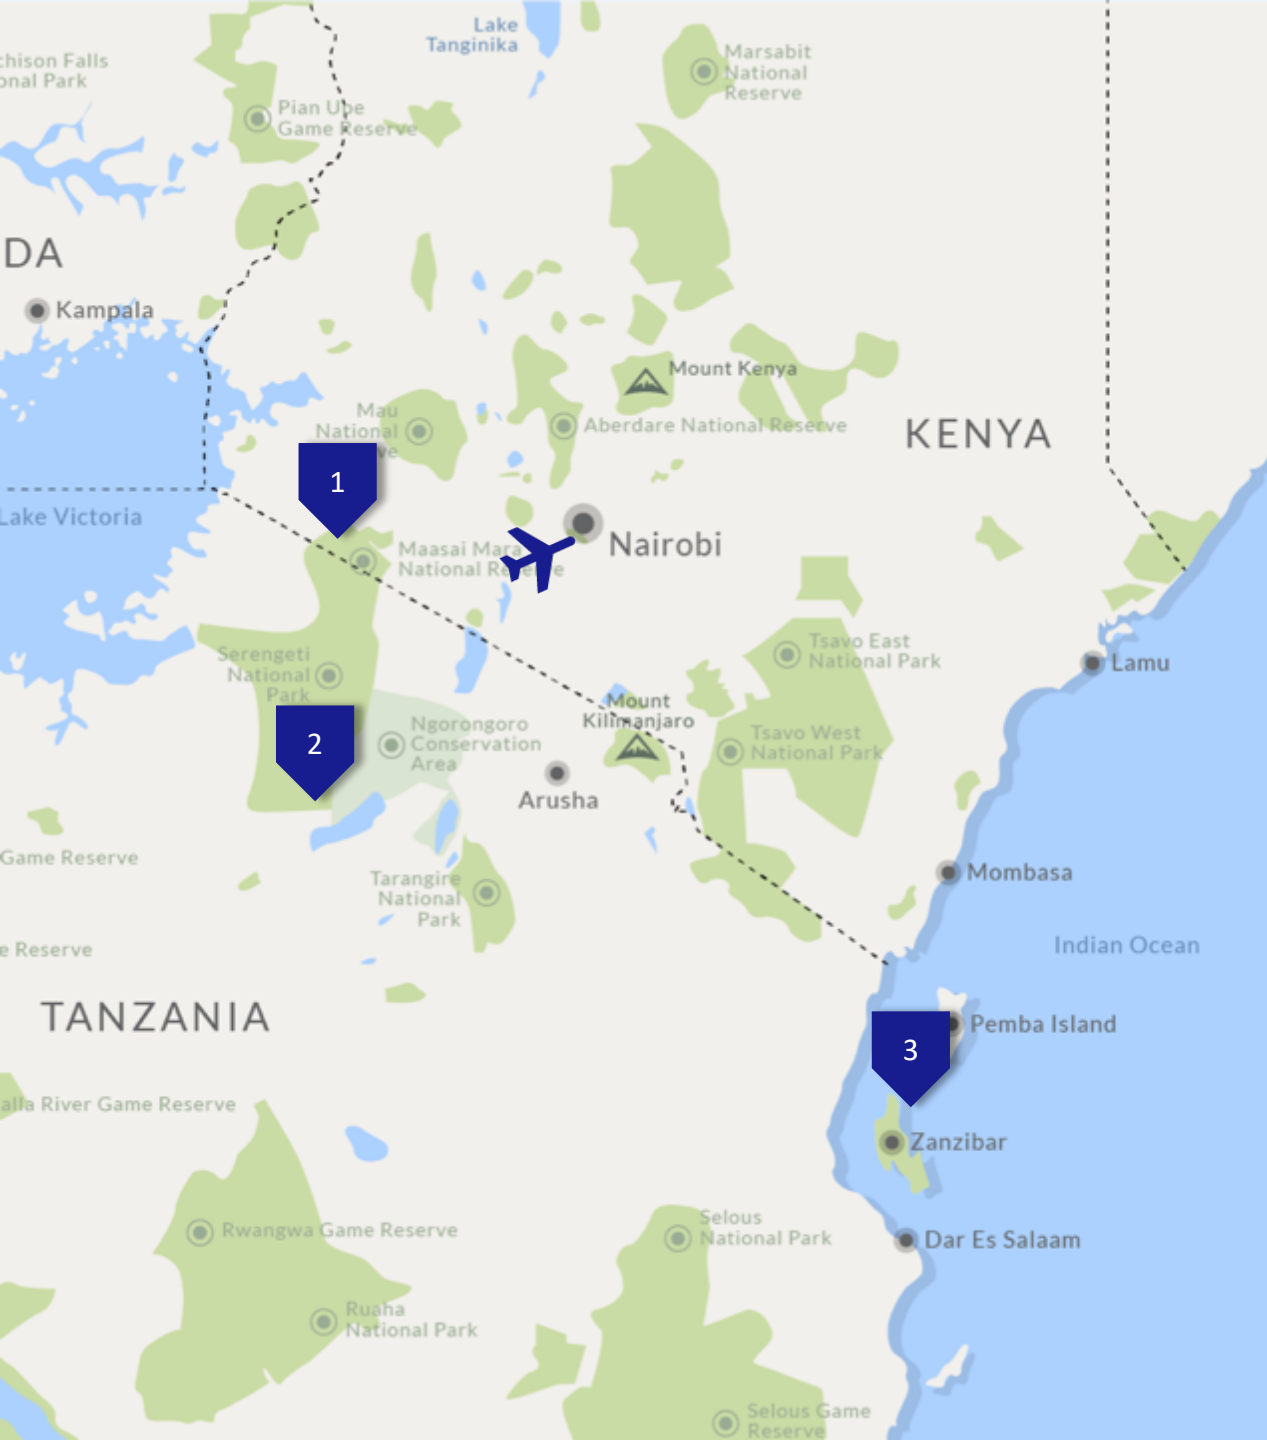 Lake
Tanginika
Marsabit
National
Reserve
chison Falls
onal Park
Pian Upe
Game Reserve
DA
Kampala
Mount Kenya
Mau
National
ve
Aberdare National Reserve
KENYA
1
Lake Victoria
Nairobi
Maasai Mara
National Reserve
Tsavo East
National Park
Lamu
Serengeti
National
Park
Mount
Kilimanjaro
2
Ngorongoro
Conservation
Area
Tsavo West
National Park
Arusha
Game Reserve
Mombasa
Tarangire
National
Park
e Reserve
Indian Ocean
TANZANIA
Pemba Island
3
alla River Game Reserve
Zanzibar
Rwangwa Game Reserve
Selous
National Park
Dar Es Salaam
Ruaha
National Park
Selous Game
Reserve